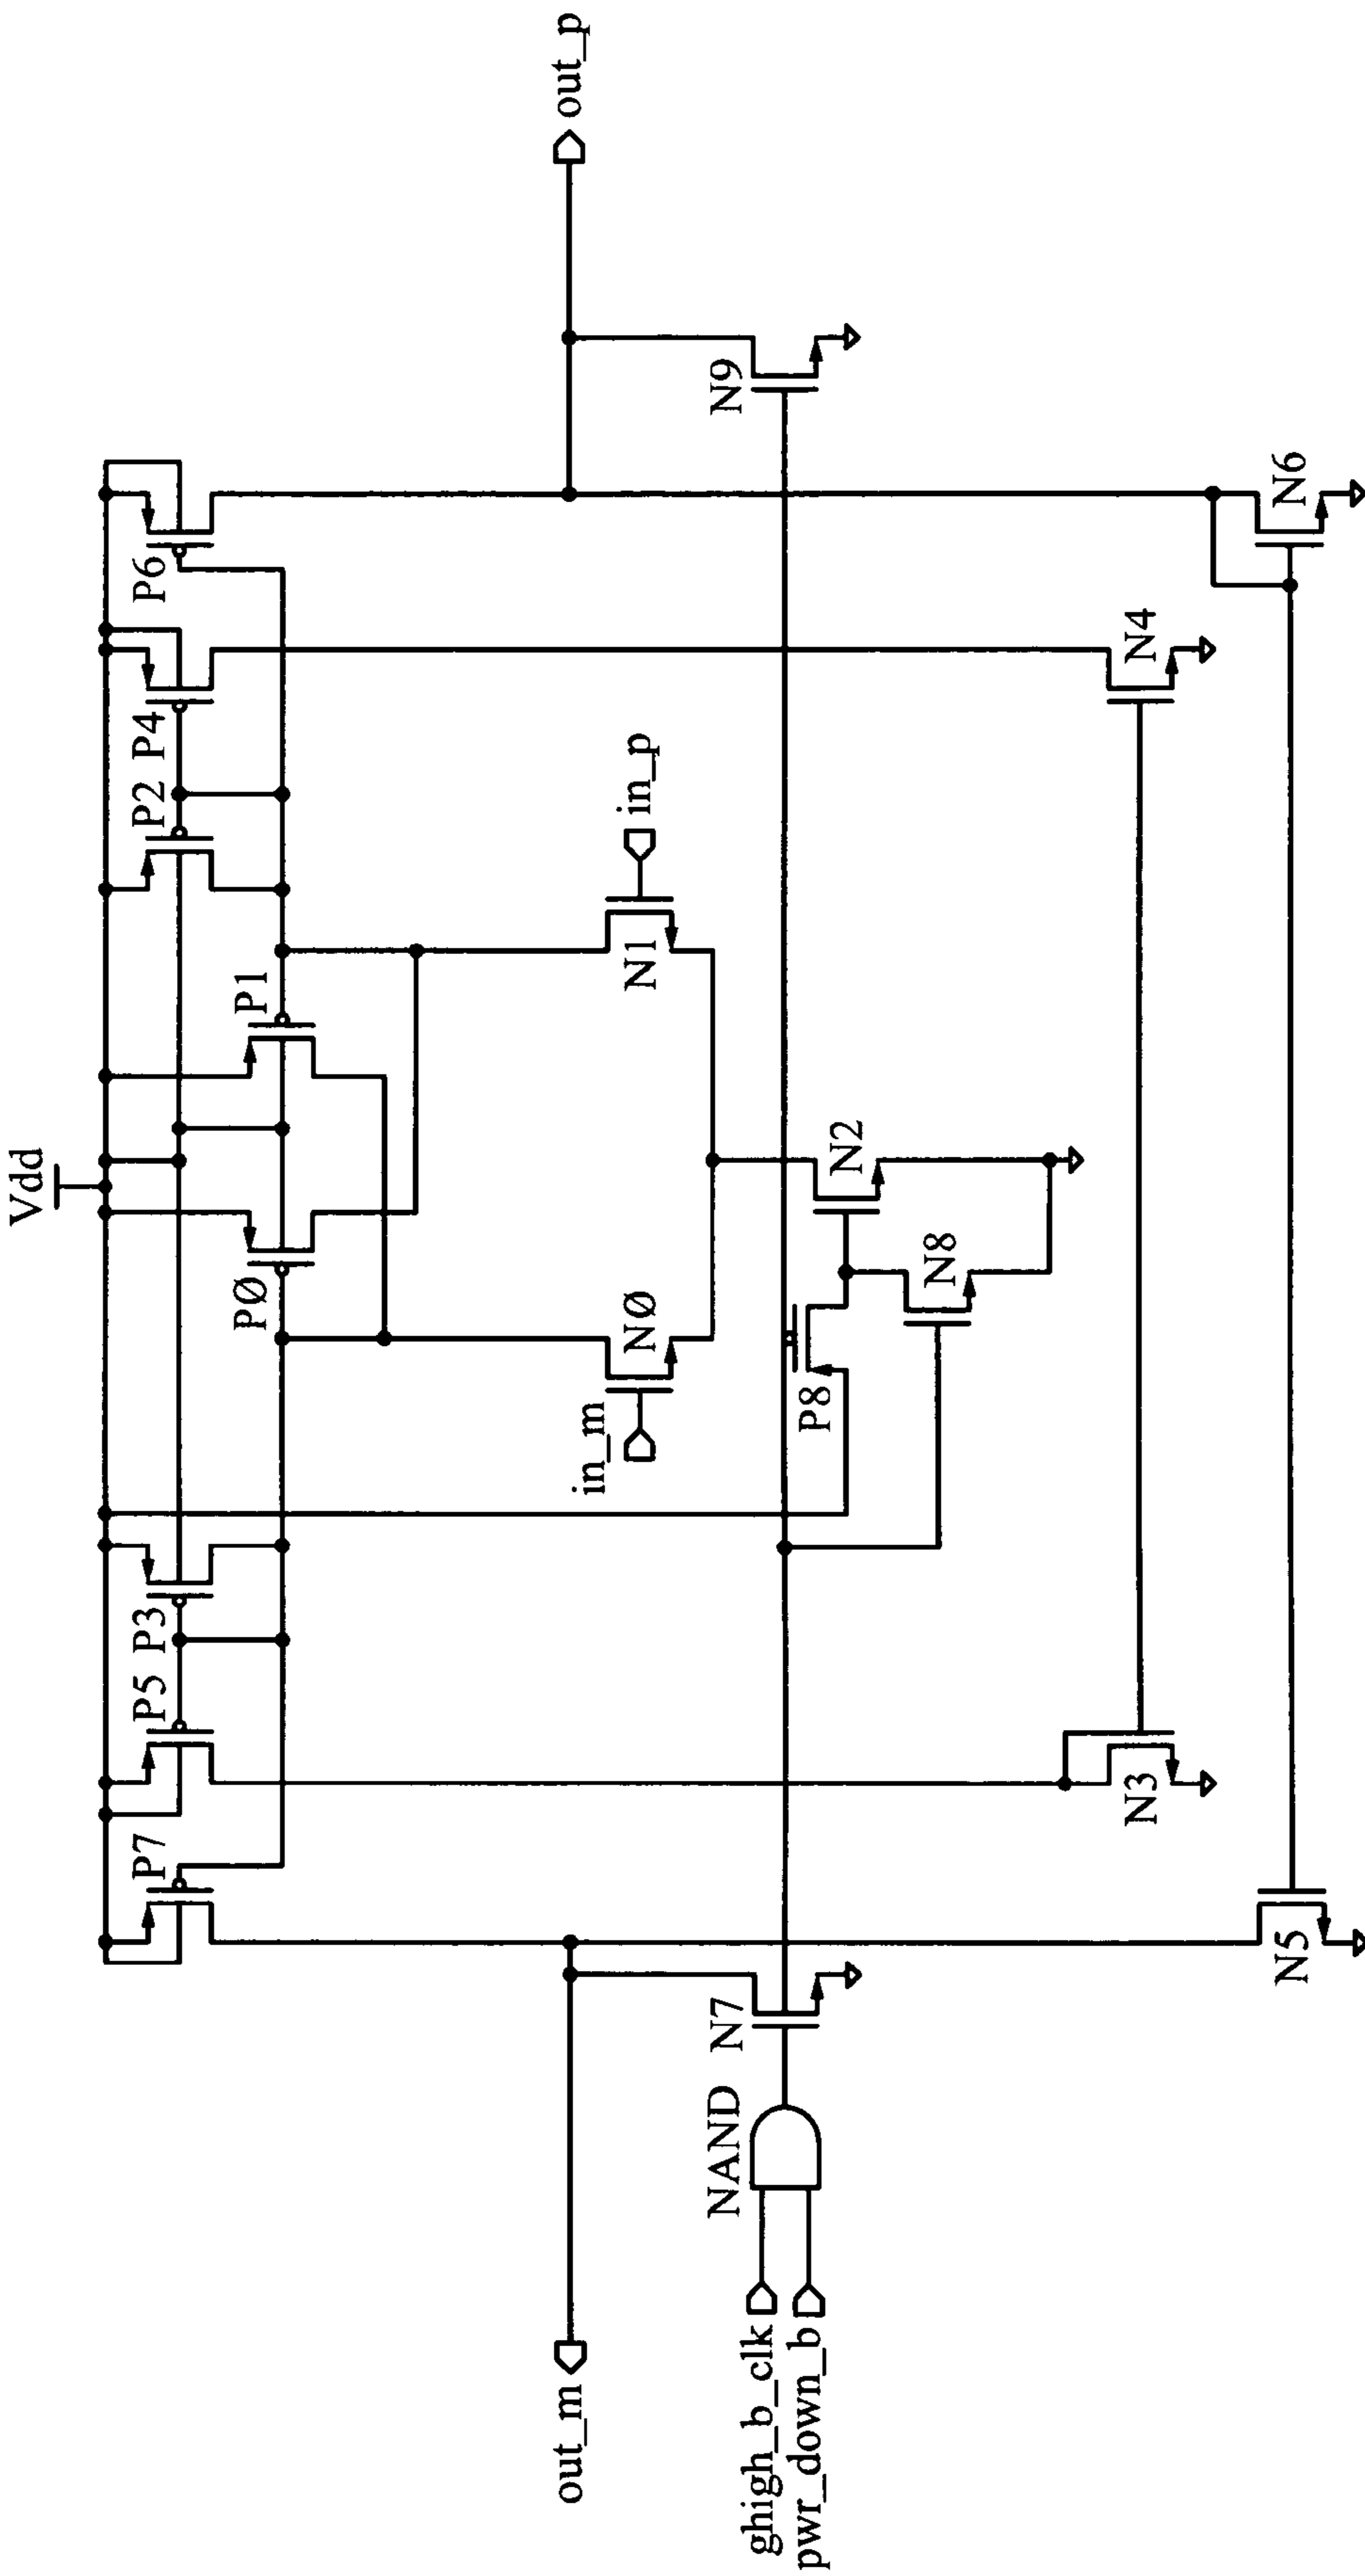 Vdd
P7
P5
P3
PØ
P1
P2
P4
P6
out_m
in_m
NØ
N1
in_p
out_p
NAND
ghigh_b_clk
pwr_down_b
N7
P8
N8
N2
N9
N3
N4
N5
N6